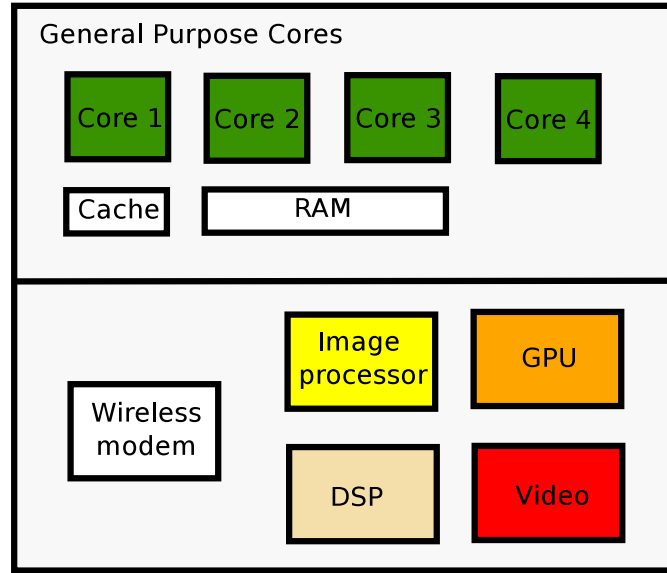 General Purpose Cores
Core 1
Core 2
Core 3
Core 4
Cache
RAM
Image
processor
GPU
Wireless
modem
DSP
Video